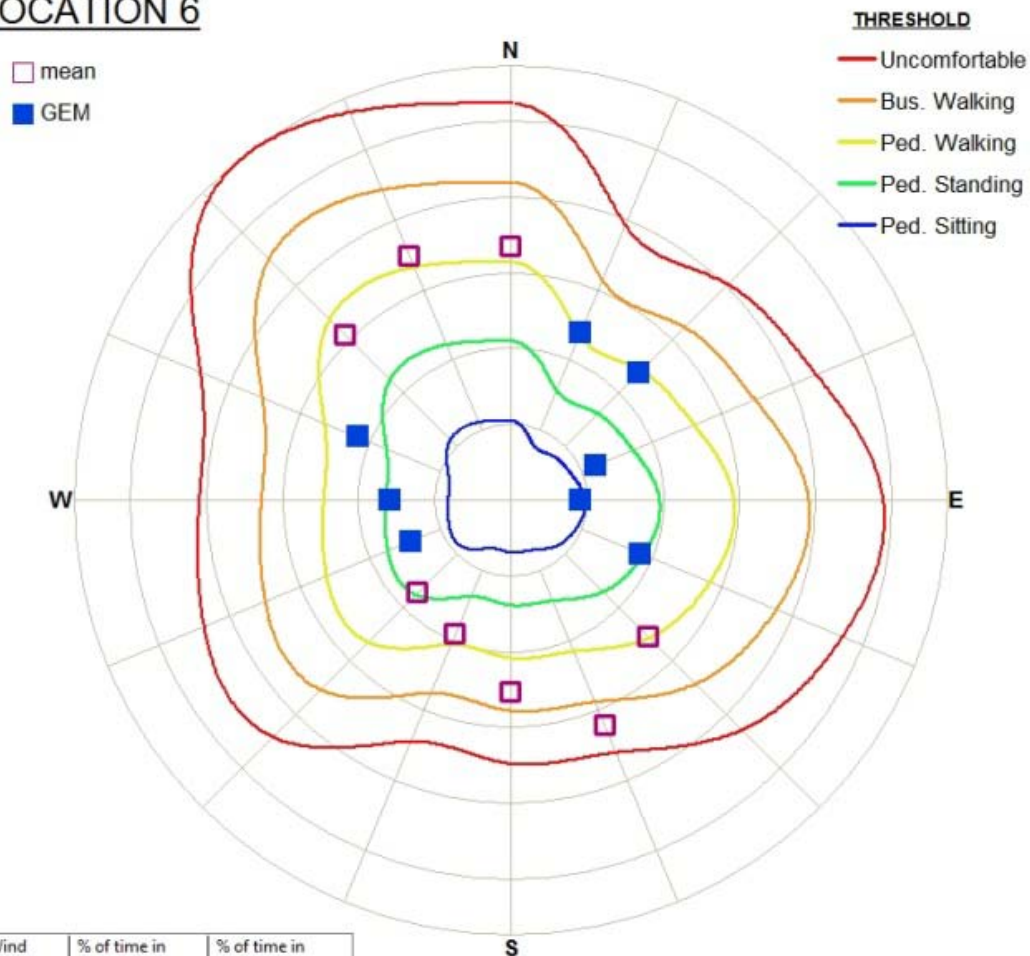 OCATION 6
mean
GEM
THRESHOLD
Uncomfortable
Bus. Walking
Ped. Walking
Ped. Standing
Ped. Sitting
N
W
E
S
ind % of time in % of time in